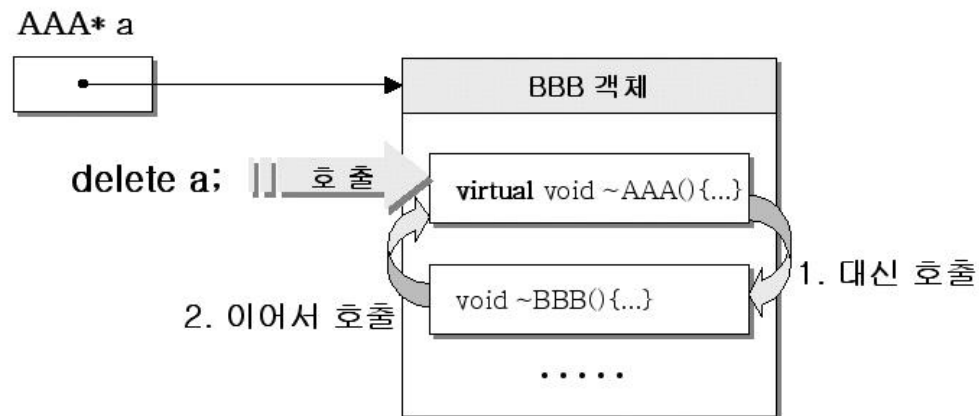 AAA* a
BBB 객체
delete a; 호 출
virtual void ~AAA(){...}
1. 대신 호출
void ~BBB(){...}
2. 이어서 호출
.....